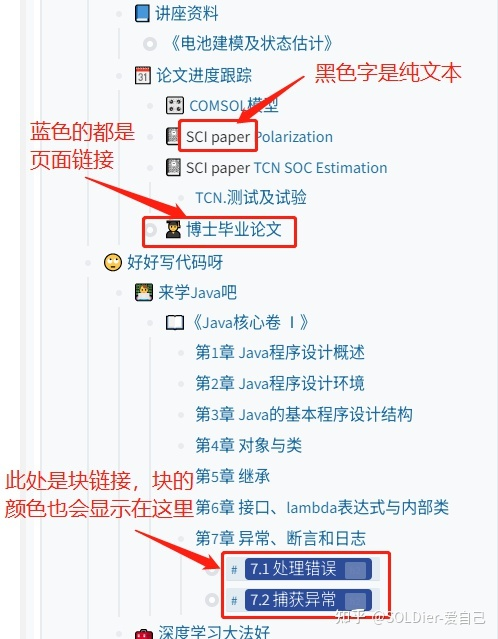 讲座资料
《电池建模及状态估计》
论文进度跟踪
黑色字是纯文本
COMSOL模型
蓝色的都是
页面链接
SCI paper Polarization
SCI paper TCN SOC Estimation
TCN.测试及试验
博士毕业论文
好好写代码呀
来学Java吧
《Java核心卷 Ⅰ》
第1章 Java程序设计概述
第2章 Java程序设计环境
第3章 Java的基本程序设计结构
第4章 对象与类
此处是块链接，块的
颜色也会显示在这里
第5章 继承
第6章 接口、lambda表达式与内部类
第7章 异常、断言和日志
# 7.1 处理错误
# 7.2 捕获异常
知乎 @SOLDier-爱自己
深度学习大法好